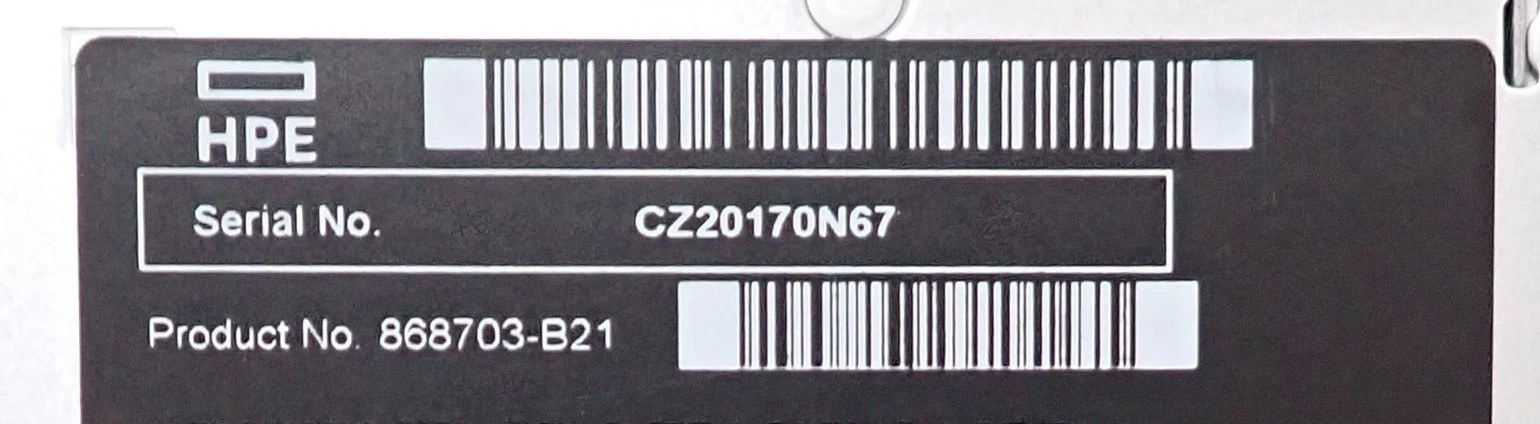 HPE
Serial No. CZ20170N67
Product No. 868703-B21